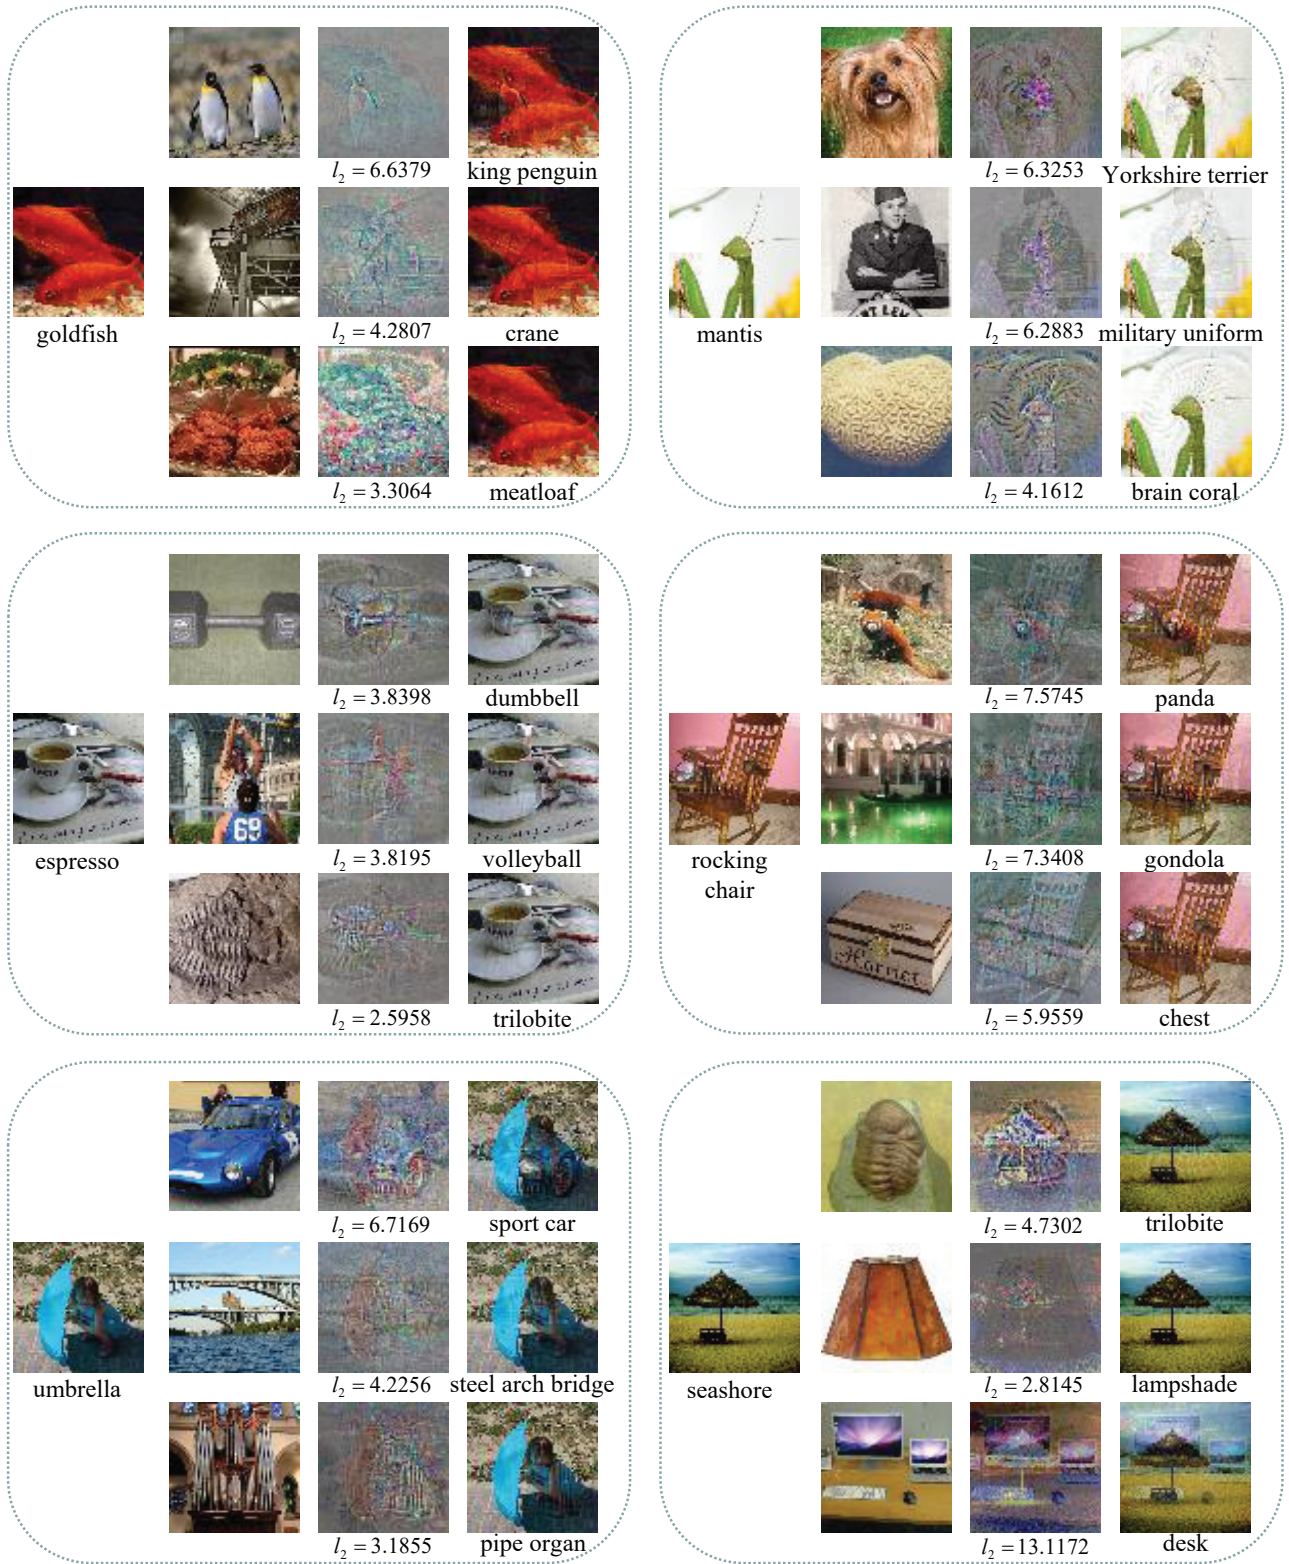 l2 = 6.6379 king penguin
goldfish
l2 = 4.2807 crane
l2 = 3.3064 meatloaf
l2 = 6.3253 Yorkshire terrier
mantis
l2 = 6.2883 military uniform
l2 = 4.1612 brain coral
l2 = 3.8398 dumbbell
69
espresso
l2 = 3.8195 volleyball
l2 = 2.5958 trilobite
l2 = 7.5745 panda
rocking
chair
l2 = 7.3408 gondola
Harriet
l2 = 5.9559 chest
l2 = 6.7169 sport car
umbrella
l2 = 4.2256 steel arch bridge
l2 = 3.1855 pipe organ
l2 = 4.7302 trilobite
seashore
l2 = 2.8145 lampshade
l2 = 13.1172 desk